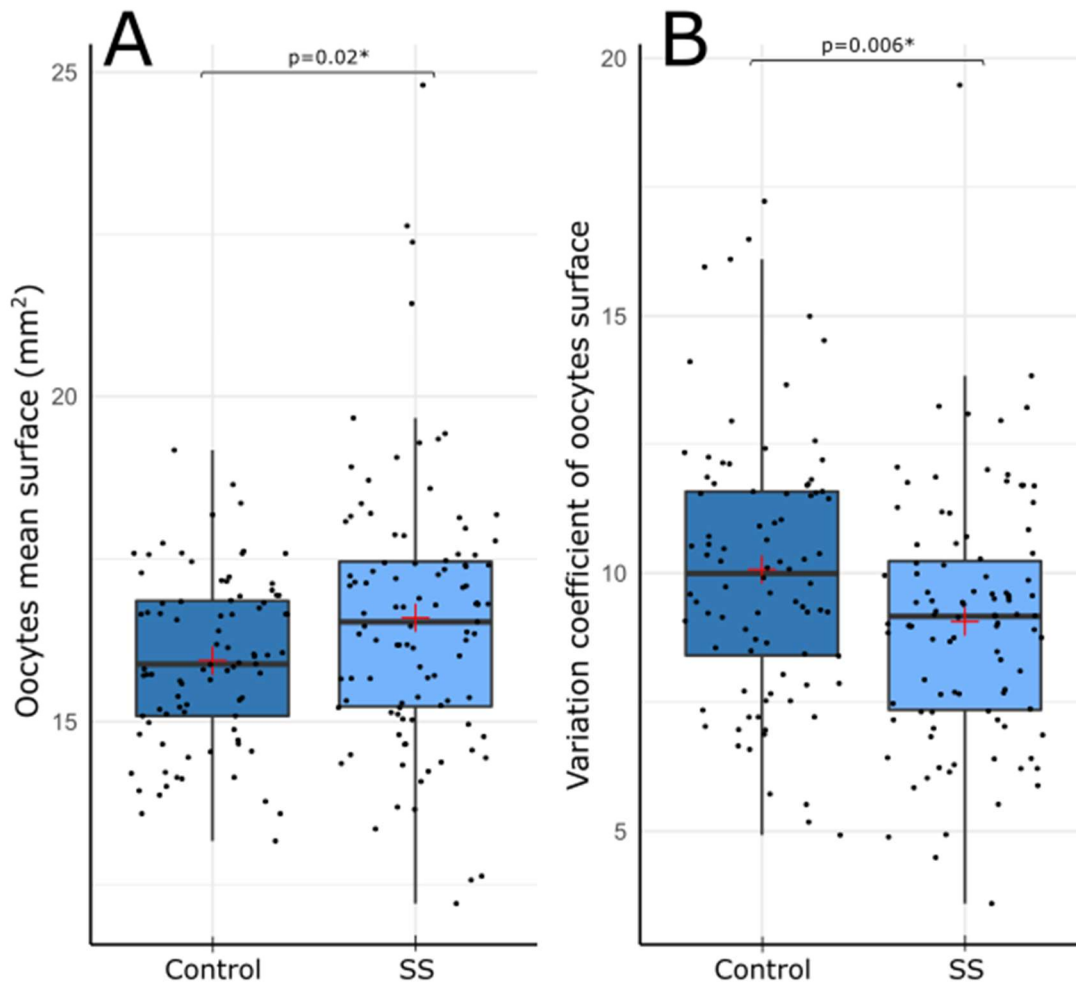 A
p=0.02*
25
20
15
Oocytes mean surface (mm²)
Control
SS
B
p=0.006*
20
15
10
5
Variation coefficient of oocytes surface
Control
SS